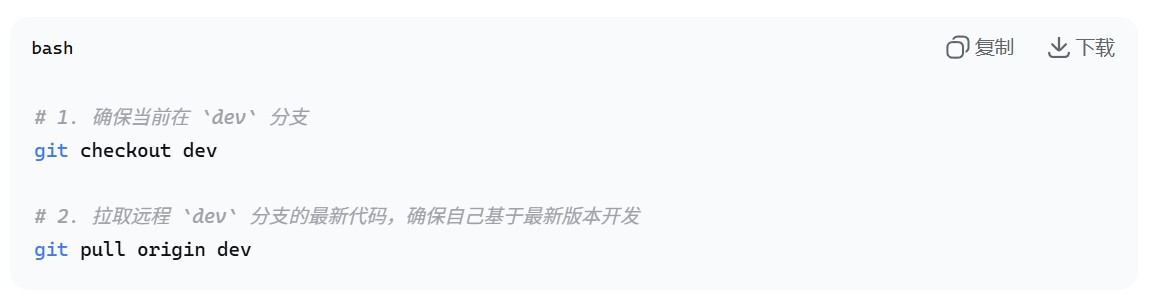 bash 复制 下载
# 1. 确保当前在 `dev` 分支
git checkout dev
# 2. 拉取远程 `dev` 分支的最新代码，确保自己基于最新版本开发
git pull origin dev